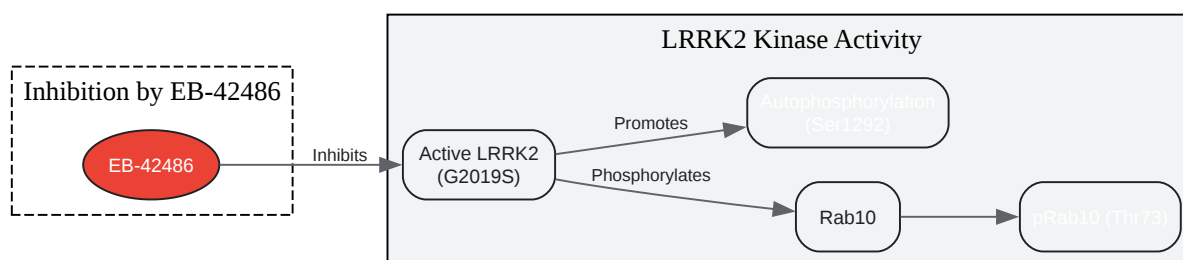 LRRK2 Kinase Activity
Inhibition by EB-42486
EB-42486
Inhibits
Active LRRK2
(G2019S)
Promotes
Autophosphorylation
(Ser1292)
Phosphorylates
Rab10
pRab10 (Thr73)